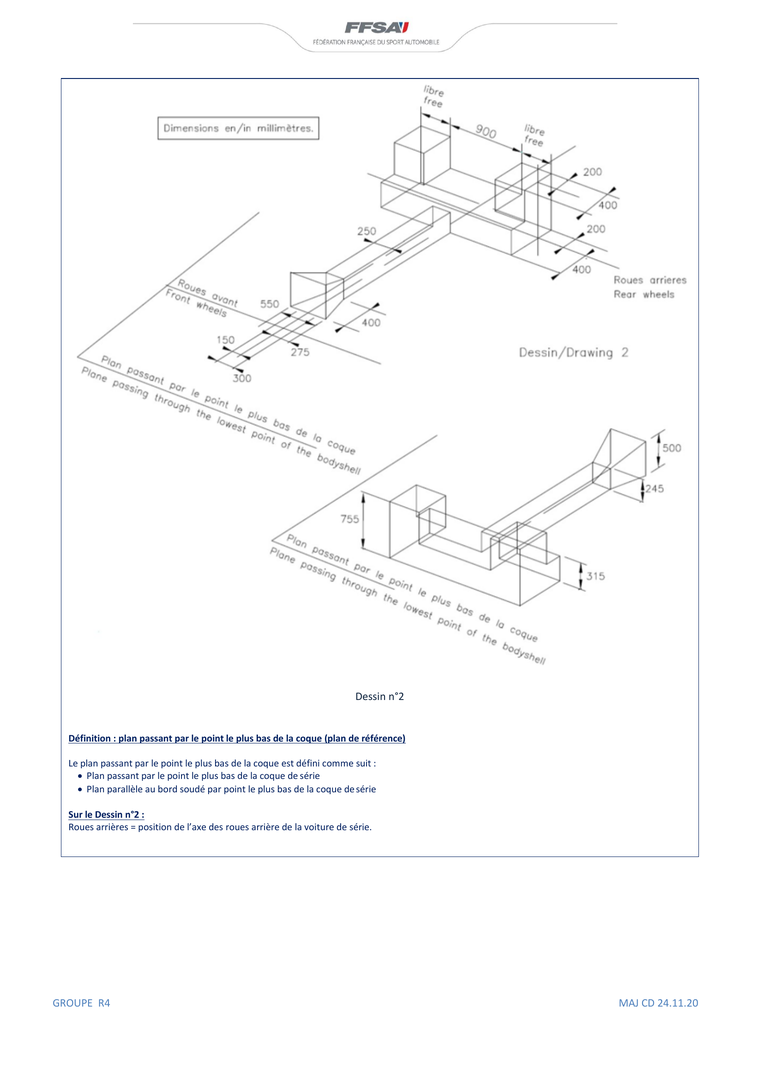 FFSA
FÉDÉRATION FRANÇAISE DU SPORT AUTOMOBILE
Dimensions en/in millimètres.
libre
free
900
libre
free
200
400
200
400
Roues arrieres
Rear wheels
250
Roues avant
Front wheels
550
400
150
275
300
Dessin/Drawing 2
Plan passant par le point le plus bas de la coque
Plane passing through the lowest point of the bodyshell
500
245
755
315
Plan passant par le point le plus bas de la coque
Plane passing through the lowest point of the bodyshell
Dessin n°2
Définition : plan passant par le point le plus bas de la coque (plan de référence)
Le plan passant par le point le plus bas de la coque est défini comme suit :
• Plan passant par le point le plus bas de la coque de série
• Plan parallèle au bord soudé par point le plus bas de la coque de série
Sur le Dessin n°2 :
Roues arrières = position de l'axe des roues arrière de la voiture de série.
GROUPE R4
MAJ CD 24.11.20